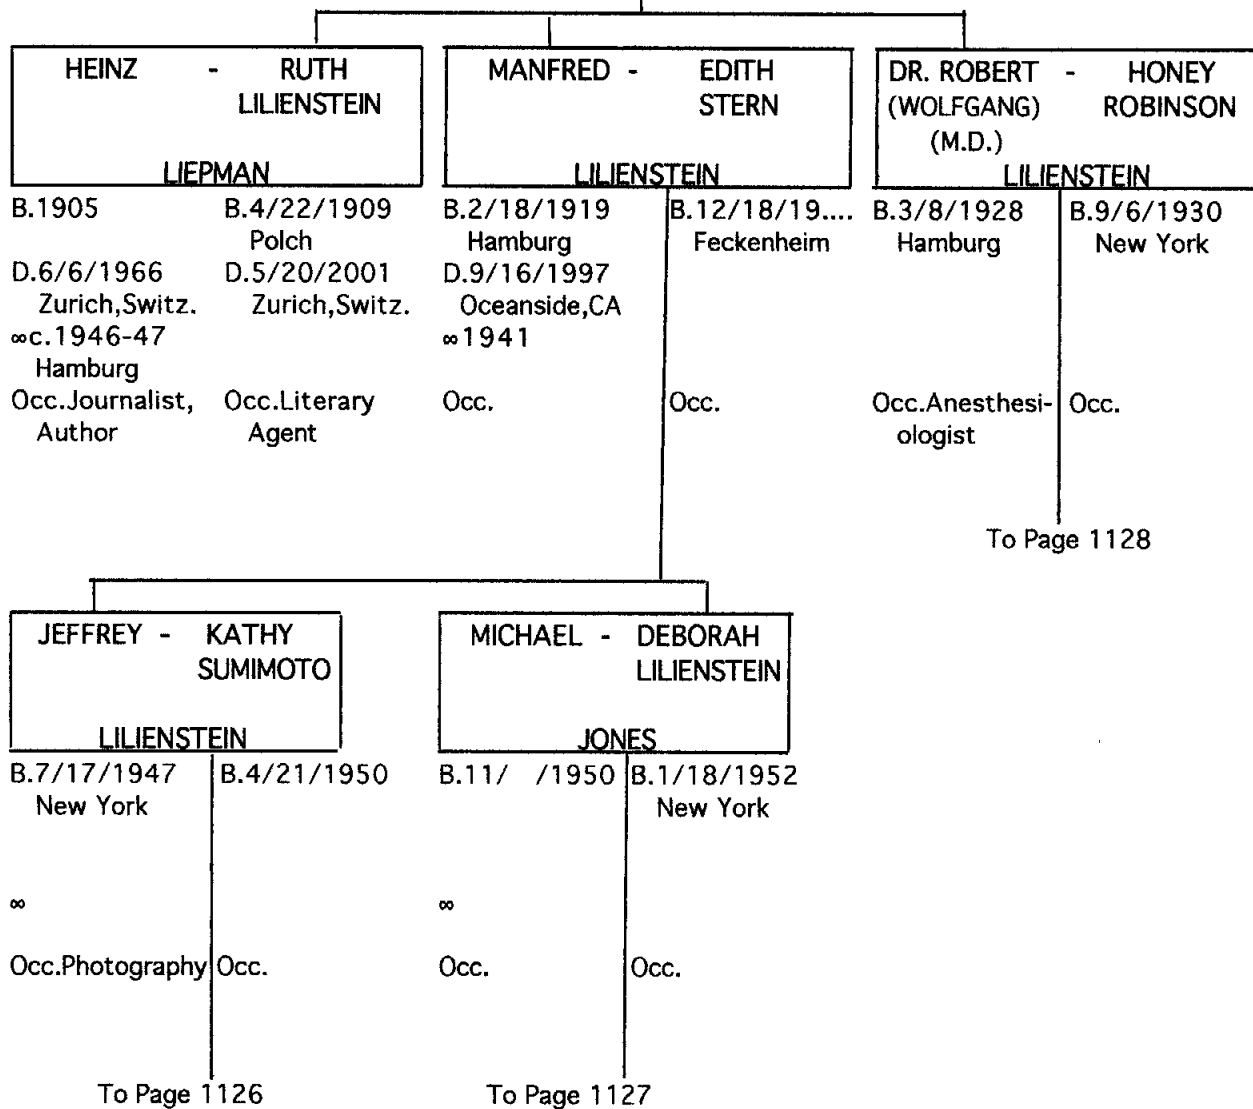 HEINZ - RUTH
LILIENSTEIN
LIEPMAN
B.1905 B.4/22/1909
Polch
D.6/6/1966 D.5/20/2001
Zurich,Switz. Zurich,Switz.
∞c.1946-47
Hamburg
Occ.Journalist, Occ.Literary
Author Agent
MANFRED - EDITH
STERN
LILIENSTEIN
B.2/18/1919 B.12/18/19....
Hamburg Feckenheim
D.9/16/1997
Oceanside,CA
∞1941
Occ. Occ.
DR. ROBERT - HONEY
(WOLFGANG) ROBINSON
(M.D.)
LILIENSTEIN
B.3/8/1928 B.9/6/1930
Hamburg New York
Occ.Anesthesi- Occ.
ologist
To Page 1128
JEFFREY - KATHY
SUMIMOTO
LILIENSTEIN
B.7/17/1947 B.4/21/1950
New York
∞
Occ.Photography Occ.
To Page 1126
MICHAEL - DEBORAH
LILIENSTEIN
JONES
B.11/ /1950 B.1/18/1952
New York
∞
Occ. Occ.
To Page 1127